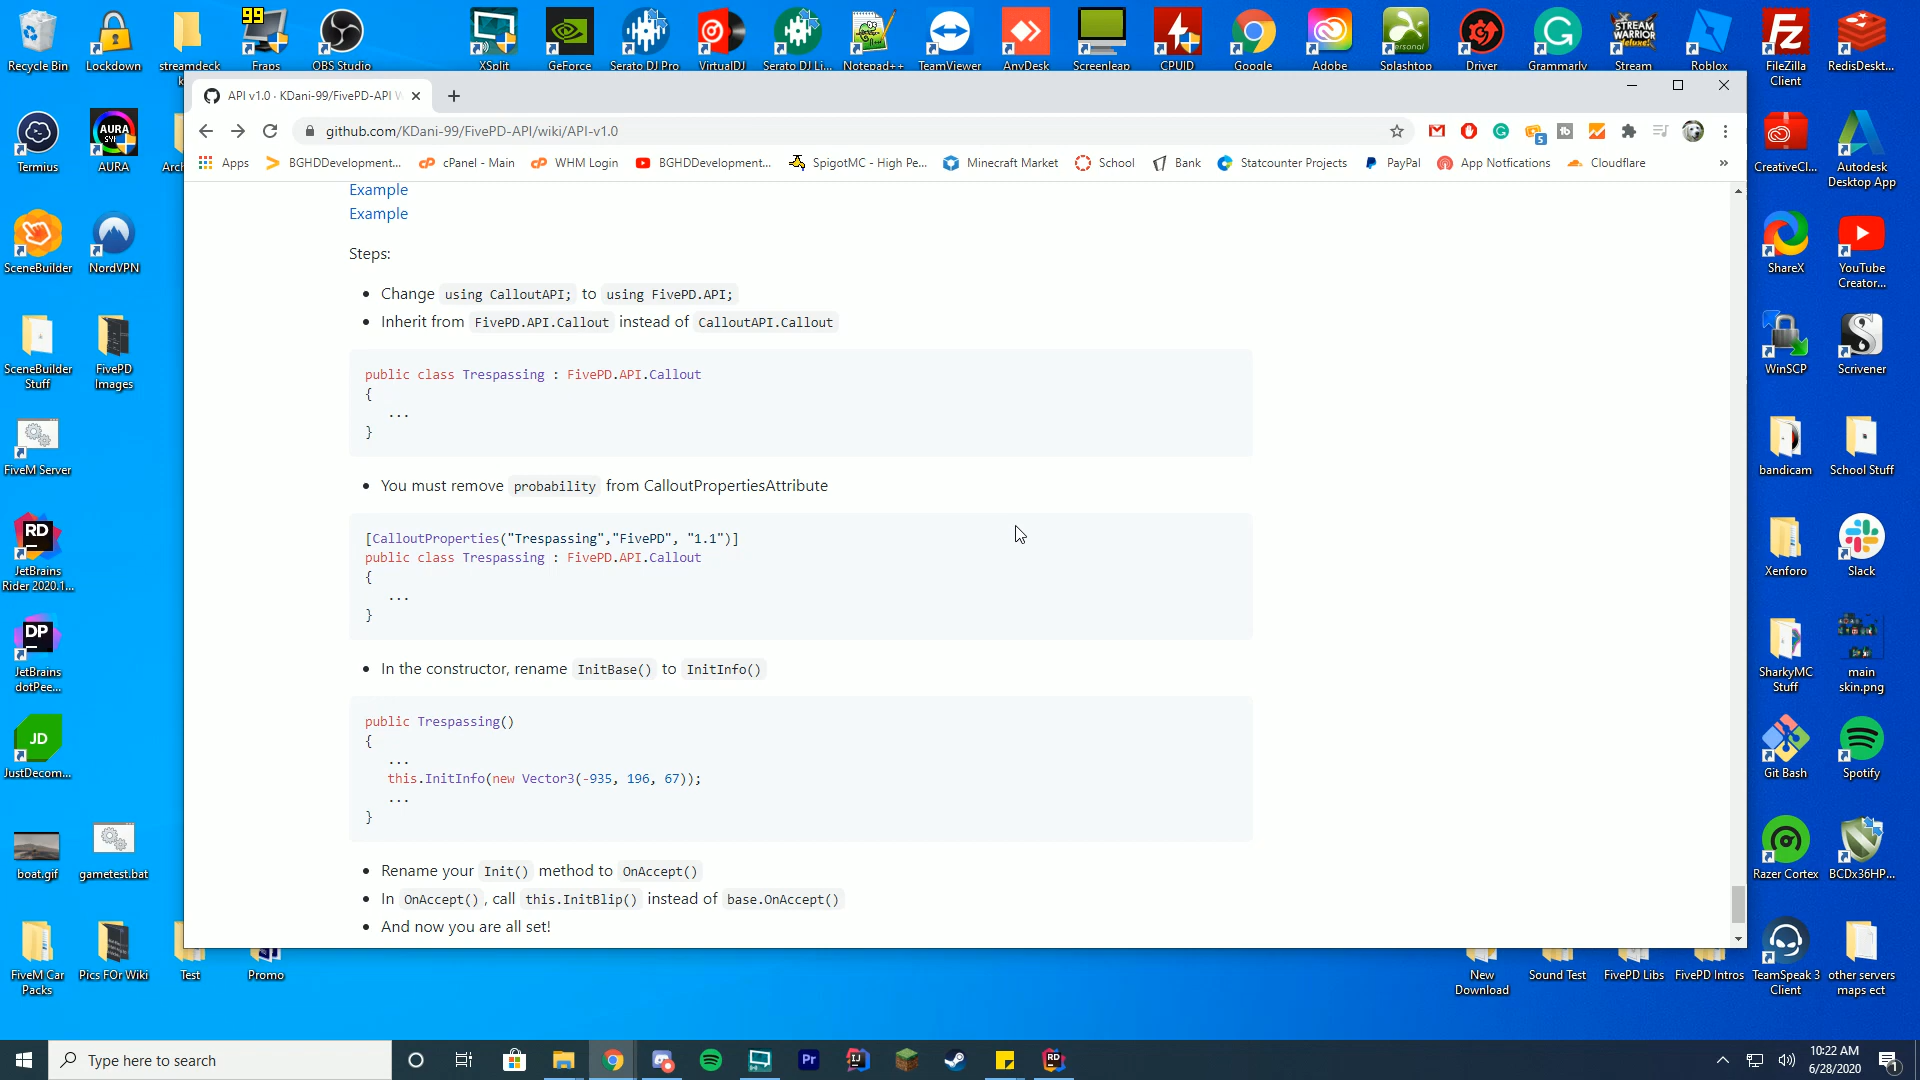 Recycle Bin
Lockdown
streamdeck
99
Fraps
OBS Studio
XSplit
GeForce
Serato DJ Pro
VirtualDJ
Serato DJ Li...
Notepad++
TeamViewer
AnyDesk
Screenleap
CPUID
Google
Adobe
Splashtop
Driver
Grammarly
Stream
Roblox
FileZilla
Client
RedisDeskt...
API v1.0 · KDani-99/FivePD-API W
github.com/KDani-99/FivePD-API/wiki/API-v1.0
Apps
BGHDDevelopment...
cPanel - Main
WHM Login
BGHDDevelopment...
SpigotMC - High Pe...
Minecraft Market
School
Bank
Statcounter Projects
PayPal
App Notfications
Cloudflare
»
Example
Example
Steps:
• Change using CalloutAPI; to using FivePD.API;
• Inherit from FivePD.API.Callout instead of CalloutAPI.Callout
public class Trespassing : FivePD.API.Callout
{
...
}
• You must remove probability from CalloutPropertiesAttribute
[CalloutProperties("Trespassing","FivePD", "1.1")]
public class Trespassing : FivePD.API.Callout
{
...
}
• In the constructor, rename InitBase() to InitInfo()
public Trespassing()
{
...
this.InitInfo(new Vector3(-935, 196, 67));
...
}
• Rename your Init() method to OnAccept()
• In OnAccept() , call this.InitBlip() instead of base.OnAccept()
• And now you are all set!
Termius
AURA
AURA
SceneBuilder
NordVPN
SceneBuilder
Stuff
FivePD
Images
FiveM Server
RD
JetBrains
Rider 2020.1...
DP
JetBrains
dotPee...
JD
JustDecom...
boat.gif
gametest.bat
FiveM Car
Packs
Pics FOr Wiki
Test
Promo
CreativeCl...
Autodesk
Desktop App
ShareX
YouTube
Creator...
WinSCP
Scrivener
bandicam
School Stuff
Xenforo
Slack
SharkyMC
Stuff
main
skin.png
Git Bash
Spotify
Razer Cortex
BCDx36HP...
New
Download
Sound Test
FivePD Libs
FivePD Intros
TeamSpeak 3
Client
other servers
maps ect
Type here to search
Pr
IJ
RD
10:22 AM
6/28/2020
1